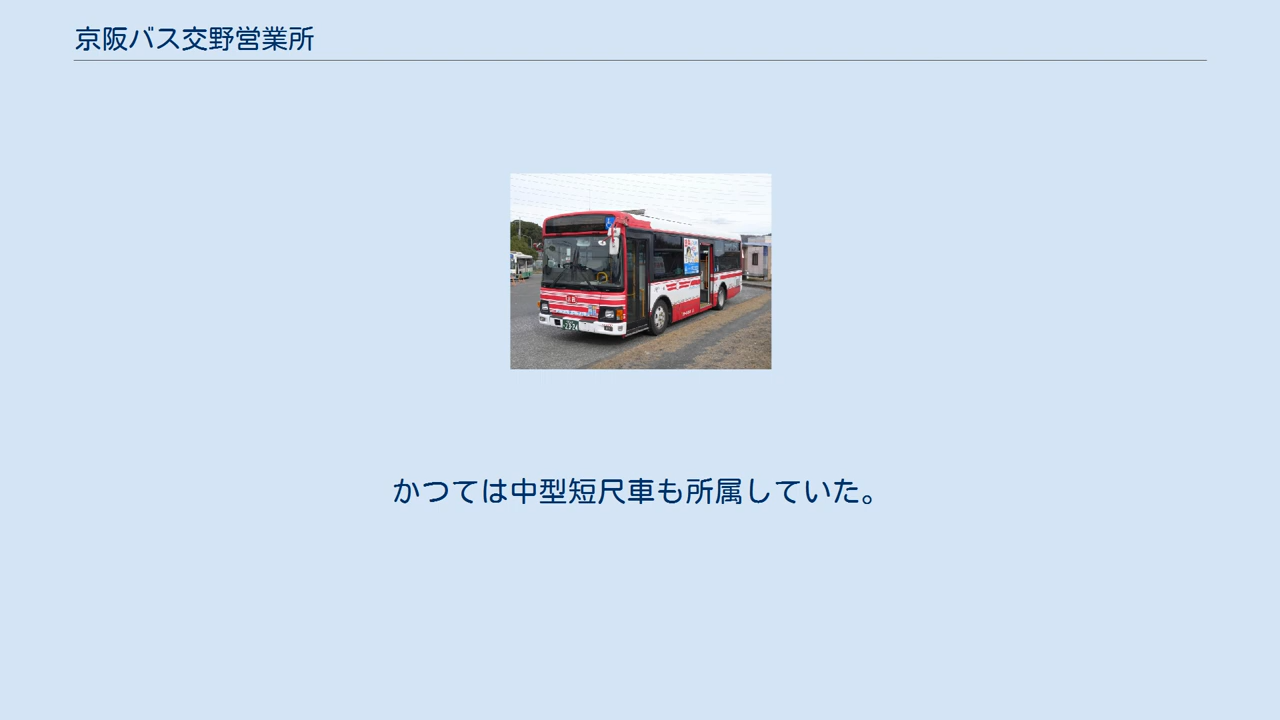 京阪バス交野営業所
かつては中型短尺車も所属していた。